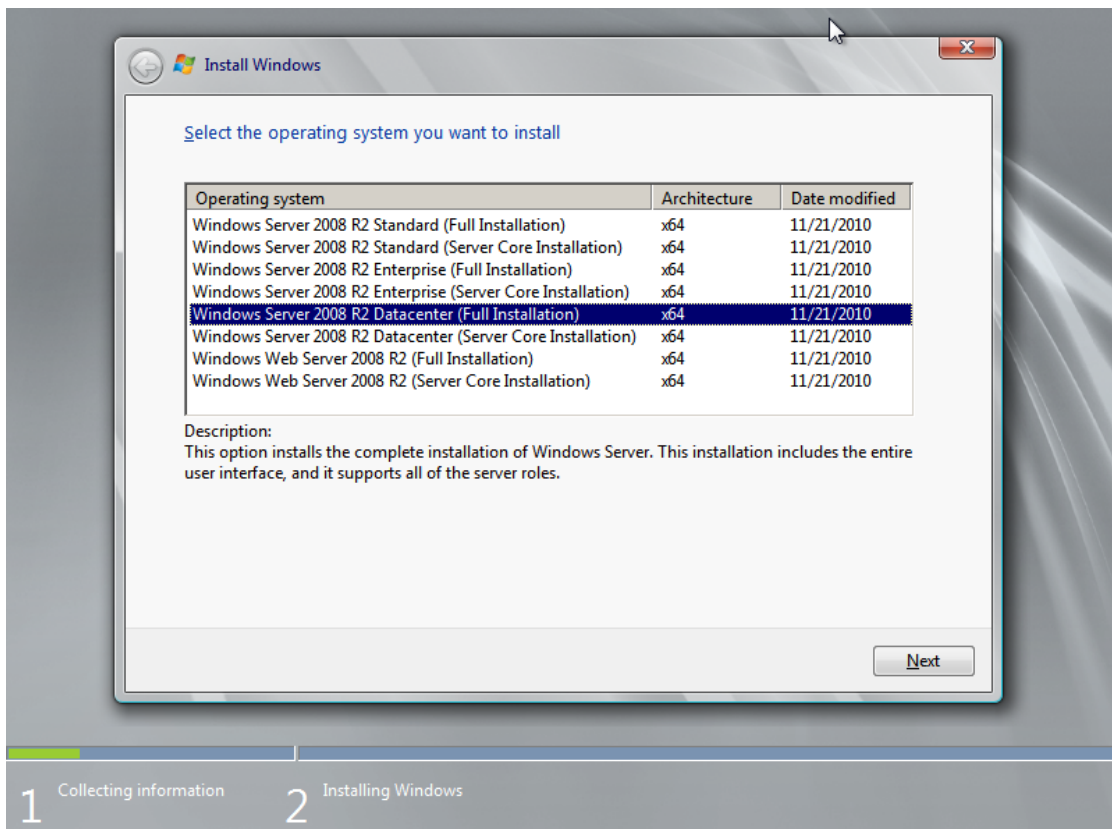 Install Windows
Select the operating system you want to install
Operating system Architecture Date modified
Windows Server 2008 R2 Standard (Full Installation) x64 11/21/2010
Windows Server 2008 R2 Standard (Server Core Installation) x64 11/21/2010
Windows Server 2008 R2 Enterprise (Full Installation) x64 11/21/2010
Windows Server 2008 R2 Enterprise (Server Core Installation) x64 11/21/2010
Windows Server 2008 R2 Datacenter (Full Installation) x64 11/21/2010
Windows Server 2008 R2 Datacenter (Server Core Installation) x64 11/21/2010
Windows Web Server 2008 R2 (Full Installation) x64 11/21/2010
Windows Web Server 2008 R2 (Server Core Installation) x64 11/21/2010
Description:
This option installs the complete installation of Windows Server. This installation includes the entire
user interface, and it supports all of the server roles.
Next
1 Collecting information 2 Installing Windows